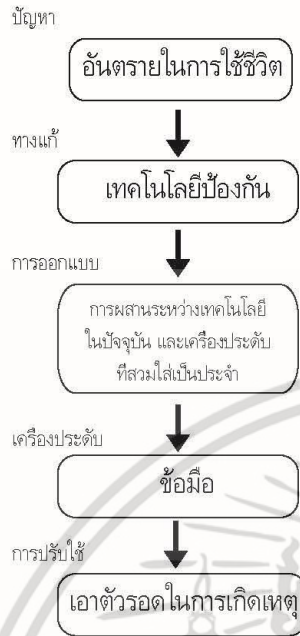 ปัญหา
อันตรายในการใช้ชีวิต
ทางแก้
เทคโนโลยีป้องกัน
การออกแบบ
การผสานระหว่างเทคโนโลยี
ในปัจจุบัน และเครื่องประดับ
ที่สวมใส่เป็นประจำ
เครื่องประดับ
ข้อมือ
การปรับใช้
เอาตัวรอดในการเกิดเหตุ